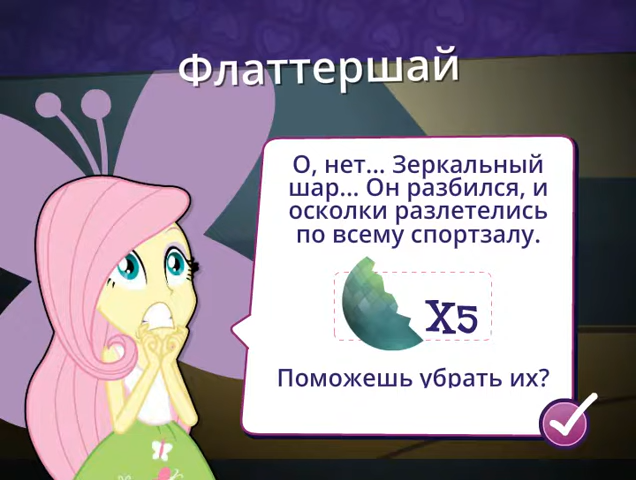 Флаттершай
О, нет... Зеркальный
шар... Он разбился, и
осколки разлетелись
по всему спортзалу.
X5
Поможешь убрать их?